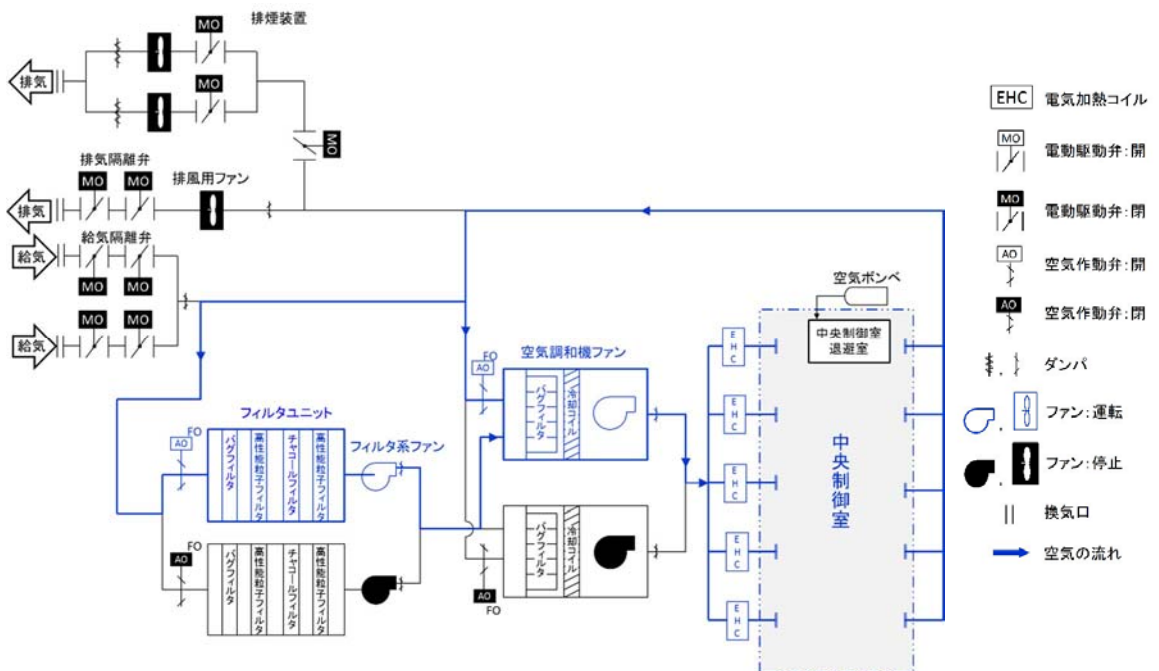 排煙装置
MO
MO
排気
MO
排気隔離弁
MO
MO
排風用ファン
排気
給気隔離弁
給気
MO
MO
MO
MO
給気
空気ボンベ
中央制御室
退避室
中央制御室
空気調和機ファン
FO
AO
バグフィルタ
冷却コイル
EHC
EHC
EHC
EHC
EHC
フィルタユニット
フィルタ系ファン
FO
AO
バグフィルタ
高性能粒子フィルタ
チャコールフィルタ
高性能粒子フィルタ
FO
AO
バグフィルタ
高性能粒子フィルタ
チャコールフィルタ
高性能粒子フィルタ
バグフィルタ
冷却コイル
AO
FO
EHC 電気加熱コイル
MO 電動駆動弁:開
MO 電動駆動弁:閉
AO 空気作動弁:開
AO 空気作動弁:閉
, ダンパ
, ファン:運転
, ファン:停止
換気口
空気の流れ